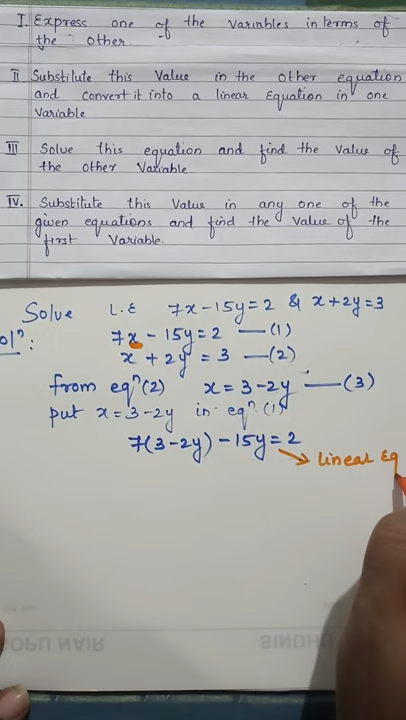 I. Express one of the Variables in terms of
the other.
II Substitute this Value in the other equation
and convert it into a linear Equation in one
Variable
III Solve this equation and find the Value of
the other Variable
IV. Substitute this Value in any one of the
given equations and find the Value of the
first Variable.
Solve L.E 7x-15y=2 & x+2y=3
olⁿ: 7x - 15y = 2 —(1)
x + 2y = 3 —(2)
from eqⁿ(2) x = 3-2y —(3)
put x=3-2y in eqⁿ.(1)
7(3-2y) -15y=2
→ linear Eq
OPU NAIR SINDHU